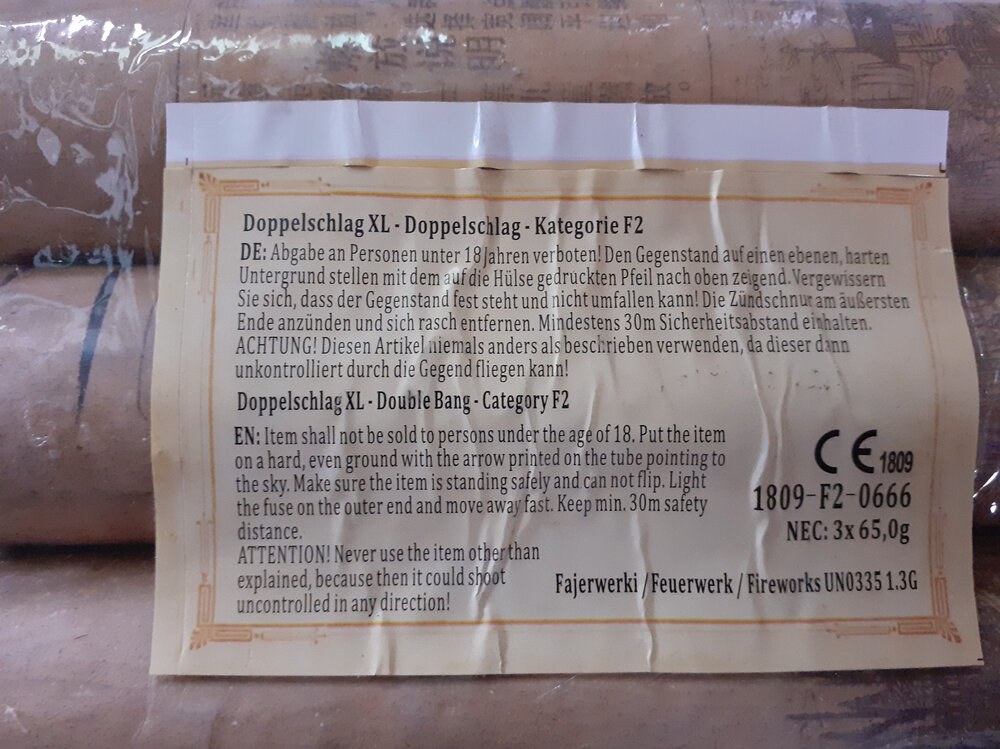 Doppelschlag XL - Doppelschlag - Kategorie F2
DE: Abgabe an Personen unter 18 Jahren verboten! Den Gegenstand auf einen ebenen, harten
Untergrund stellen mit dem auf die Hülse gedruckten Pfeil nach oben zeigend. Vergewissern
Sie sich, dass der Gegenstand fest steht und nicht umfallen kann! Die Zündschnur am äußersten
Ende anzünden und sich rasch entfernen. Mindestens 30m Sicherheitsabstand einhalten.
ACHTUNG! Diesen Artikel niemals anders als beschrieben verwenden, da dieser dann
unkontrolliert durch die Gegend fliegen kann!
Doppelschlag XL - Double Bang - Category F2
EN: Item shall not be sold to persons under the age of 18. Put the item
on a hard, even ground with the arrow printed on the tube pointing to
the sky. Make sure the item is standing safely and can not flip. Light
the fuse on the outer end and move away fast. Keep min. 30m safety
distance.
ATTENTION! Never use the item other than
explained, because then it could shoot
uncontrolled in any direction!
CE 1809
1809-F2-0666
NEC: 3x 65,0g
Fajerwerki / Feuerwerk / Fireworks UN0335 1.3G